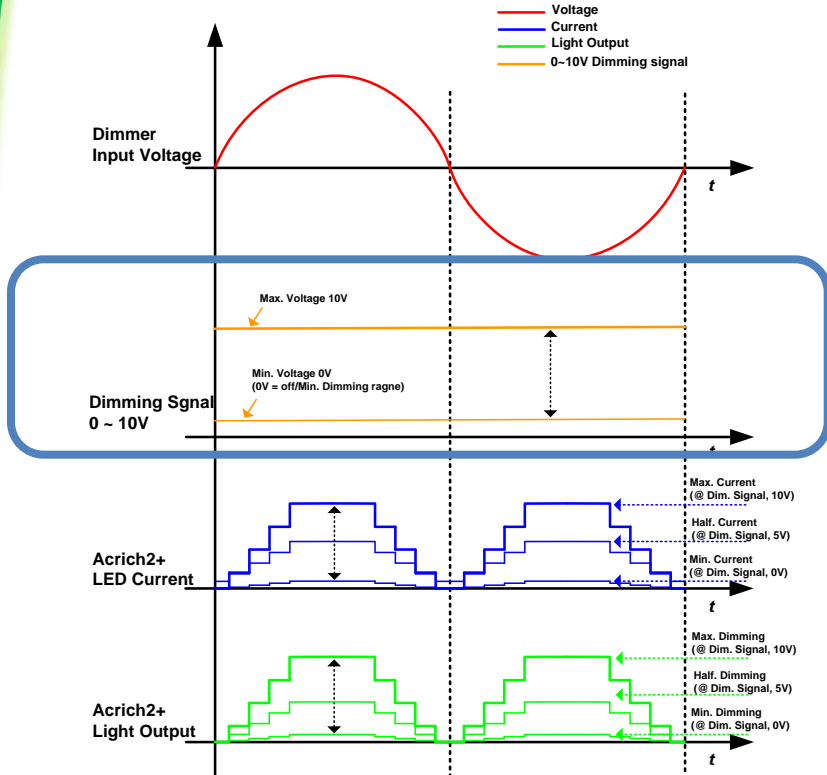 Voltage
Current
Light Output
0~10V Dimming signal
Dimmer
Input Voltage
t
Max. Voltage 10V
Min. Voltage 0V
(0V = off/Min. Dimming ragne)
Dimming Sgnal
0 ~ 10V
t
Max. Current
(@ Dim. Signal, 10V)
Half. Current
(@ Dim. Signal, 5V)
Min. Current
(@ Dim. Signal, 0V)
Acrich2+
LED Current
t
Max. Dimming
(@ Dim. Signal, 10V)
Half. Dimming
(@ Dim. Signal, 5V)
Min. Dimming
(@ Dim. Signal, 0V)
Acrich2+
Light Output
t